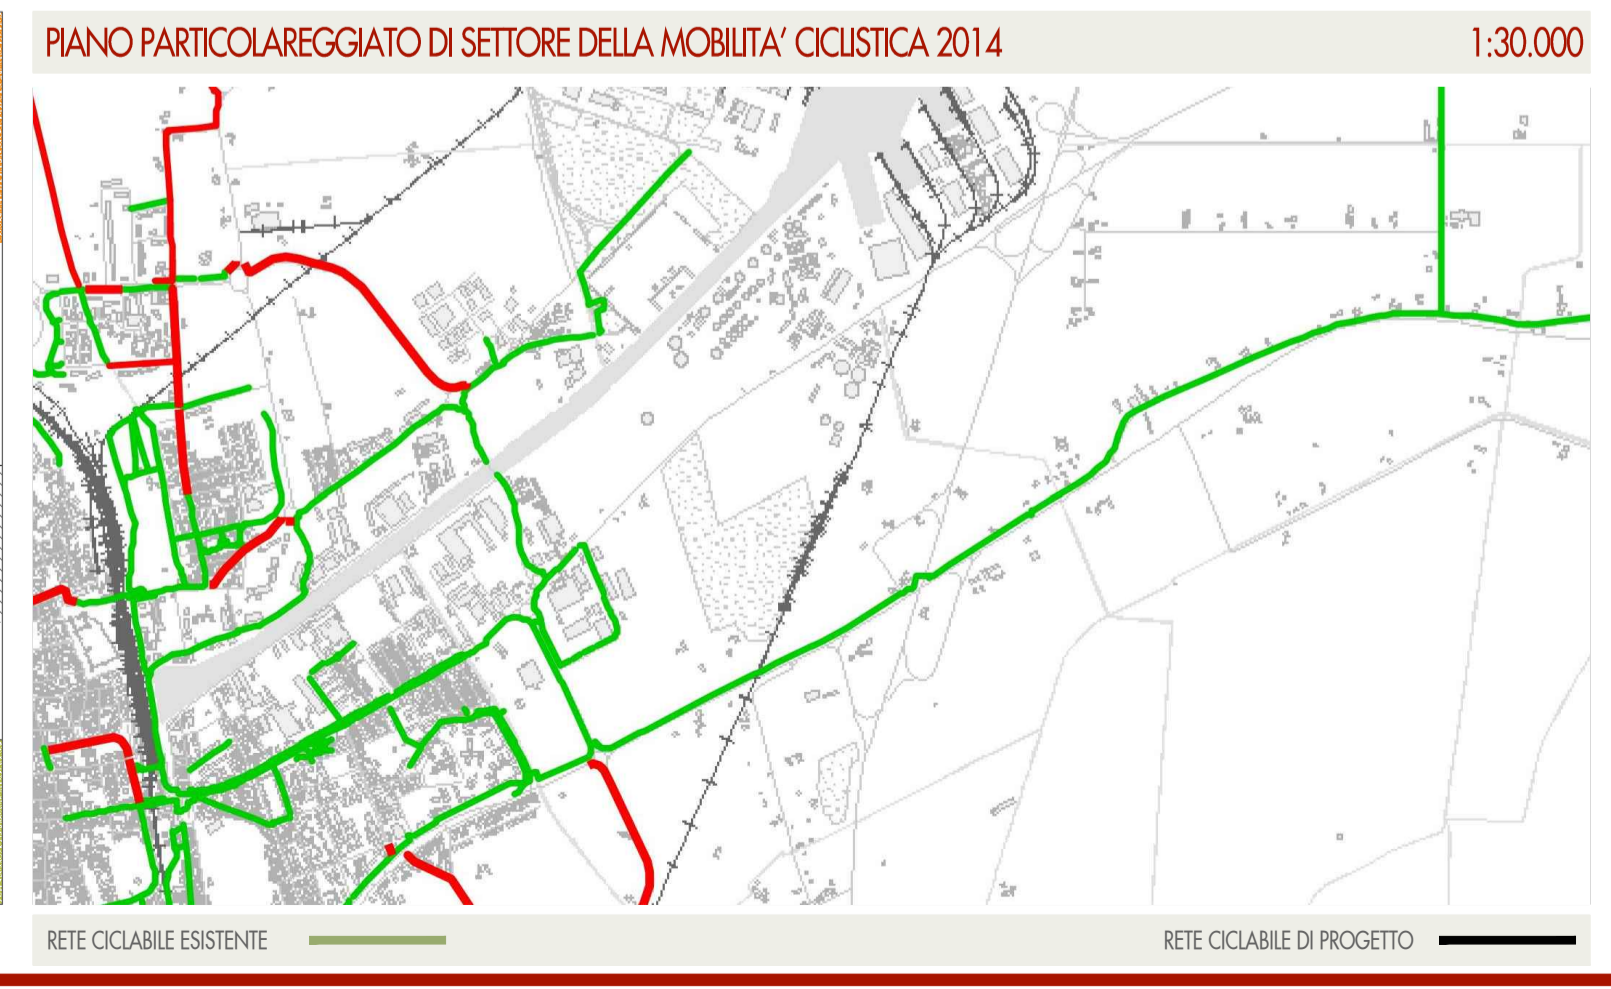 PIANO PARTICOLAREGGIATO DI SETTORE DELLA MOBILITA’ CICLISTICA 2014
1:30.000
RETE CICLABILE ESISTENTE
RETE CICLABILE DI PROGETTO